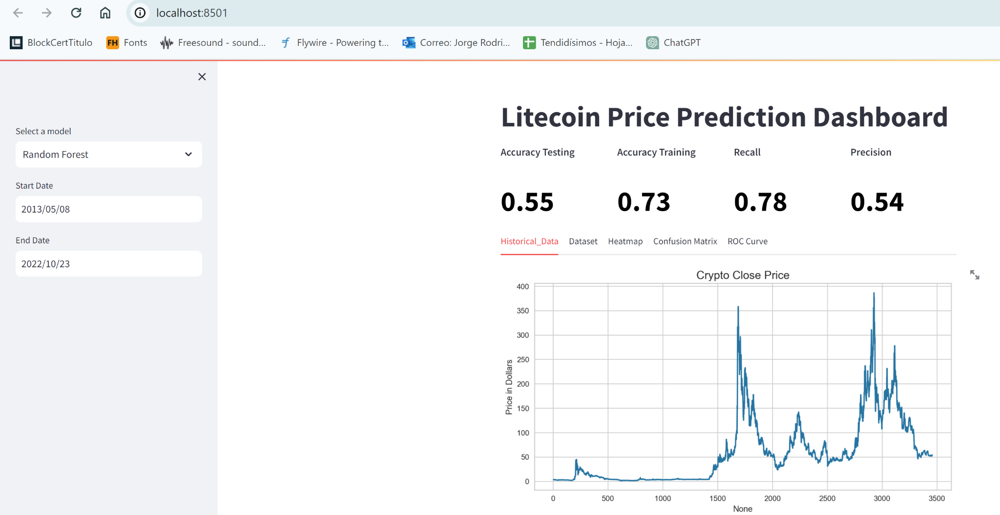 localhost:8501
BlockCertTitulo
FH Fonts
Freesound - sound...
Flywire - Powering t...
Correo: Jorge Rodri...
Tendidísimos - Hoja...
ChatGPT
Select a model
Random Forest
Start Date
2013/05/08
End Date
2022/10/23
Litecoin Price Prediction Dashboard
Accuracy Testing Accuracy Training Recall Precision
0.55 0.73 0.78 0.54
Historical_Data Dataset Heatmap Confusion Matrix ROC Curve
Crypto Close Price
400
350
300
250
200
150
100
50
0
Price in Dollars
0 500 1000 1500 2000 2500 3000 3500
None